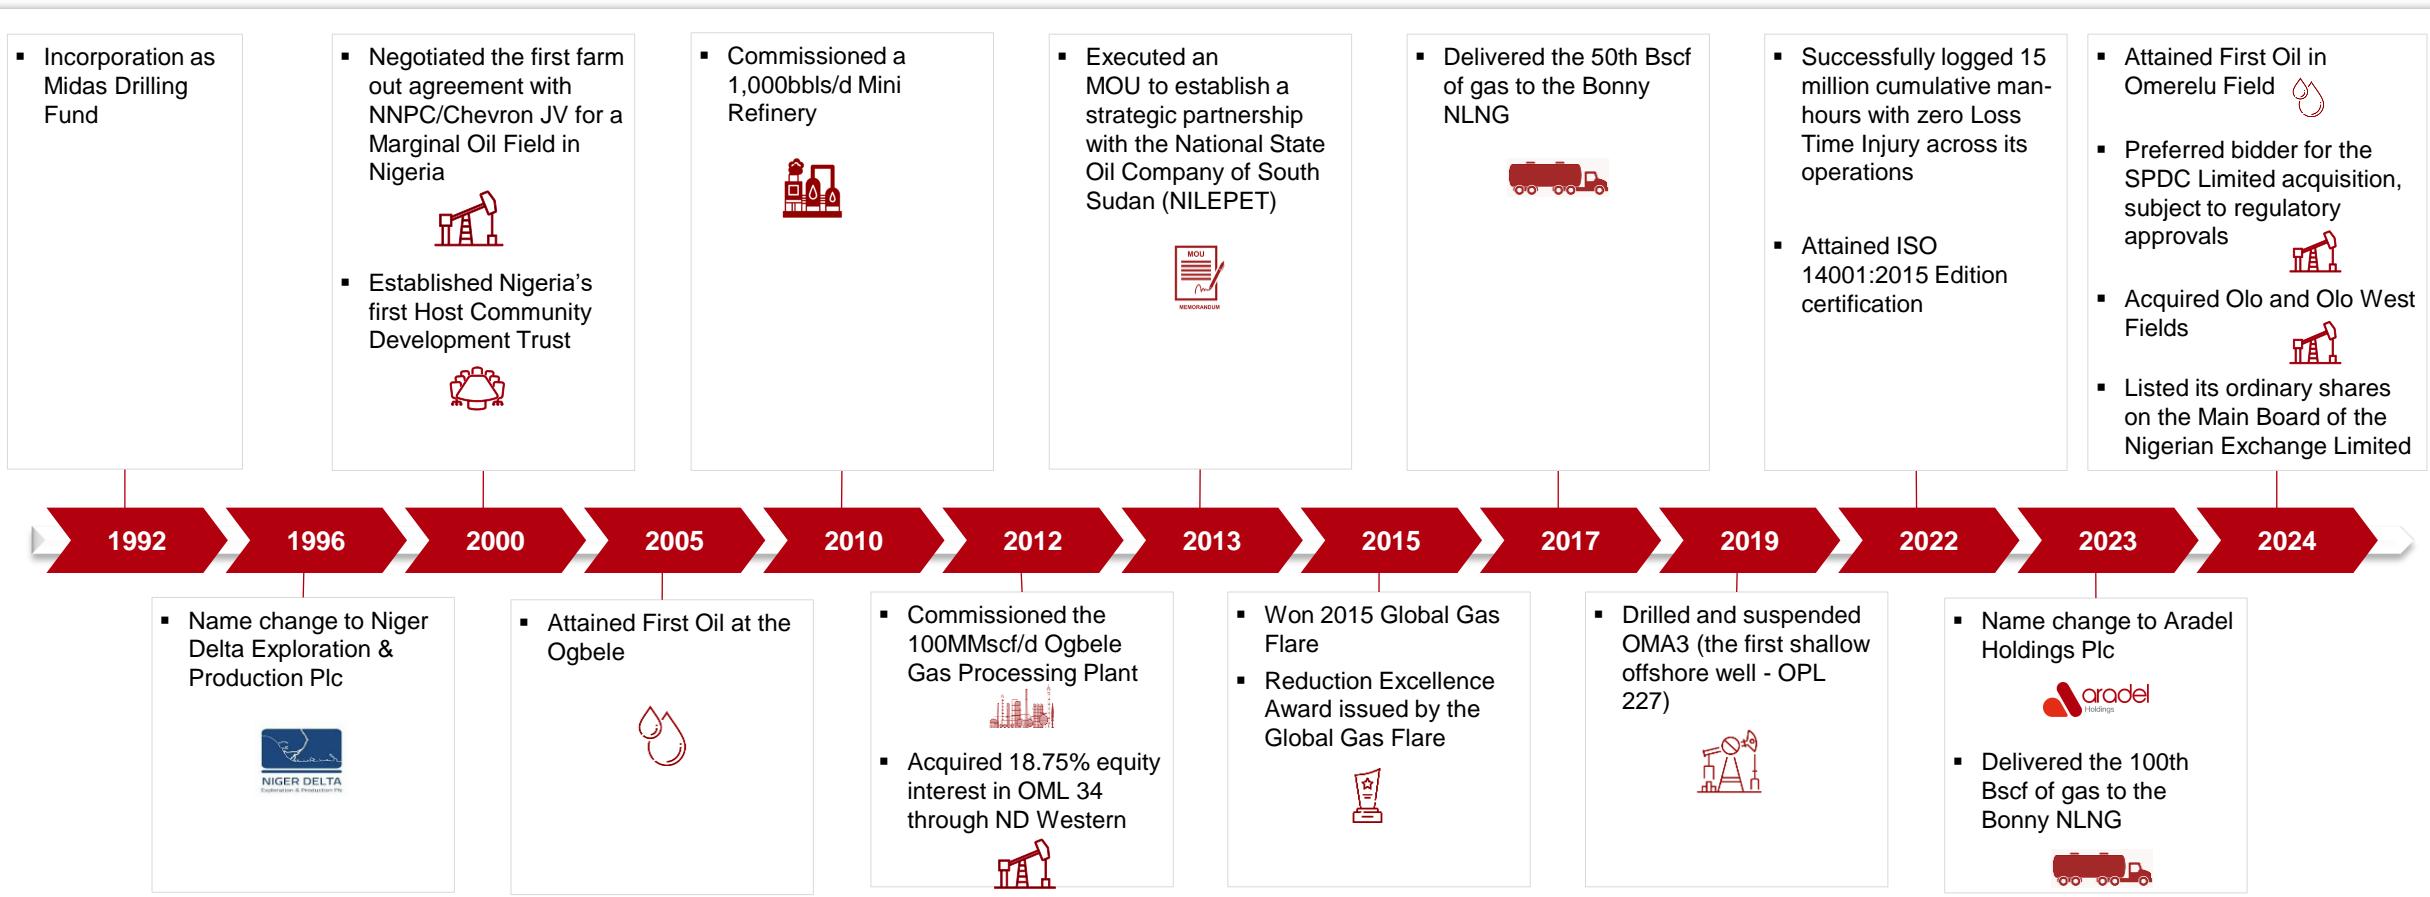 ▪ Incorporation as
Midas Drilling
Fund
▪ Negotiated the first farm
out agreement with
NNPC/Chevron JV for a
Marginal Oil Field in
Nigeria
▪ Established Nigeria’s
first Host Community
Development Trust
▪ Commissioned a
1,000bbls/d Mini
Refinery
▪ Executed an
MOU to establish a
strategic partnership
with the National State
Oil Company of South
Sudan (NILEPET)
MOU
MEMORANDUM
▪ Delivered the 50th Bscf
of gas to the Bonny
NLNG
▪ Successfully logged 15
million cumulative man-
hours with zero Loss
Time Injury across its
operations
▪ Attained ISO
14001:2015 Edition
certification
▪ Attained First Oil in
Omerelu Field
▪ Preferred bidder for the
SPDC Limited acquisition,
subject to regulatory
approvals
▪ Acquired Olo and Olo West
Fields
▪ Listed its ordinary shares
on the Main Board of the
Nigerian Exchange Limited
1992 1996 2000 2005 2010 2012 2013 2015 2017 2019 2022 2023 2024
▪ Name change to Niger
Delta Exploration &
Production Plc
NIGER DELTA
Exploration & Production Plc
▪ Attained First Oil at the
Ogbele
▪ Commissioned the
100MMscf/d Ogbele
Gas Processing Plant
▪ Acquired 18.75% equity
interest in OML 34
through ND Western
▪ Won 2015 Global Gas
Flare
▪ Reduction Excellence
Award issued by the
Global Gas Flare
▪ Drilled and suspended
OMA3 (the first shallow
offshore well - OPL
227)
▪ Name change to Aradel
Holdings Plc
aradel
Holdings
▪ Delivered the 100th
Bscf of gas to the
Bonny NLNG